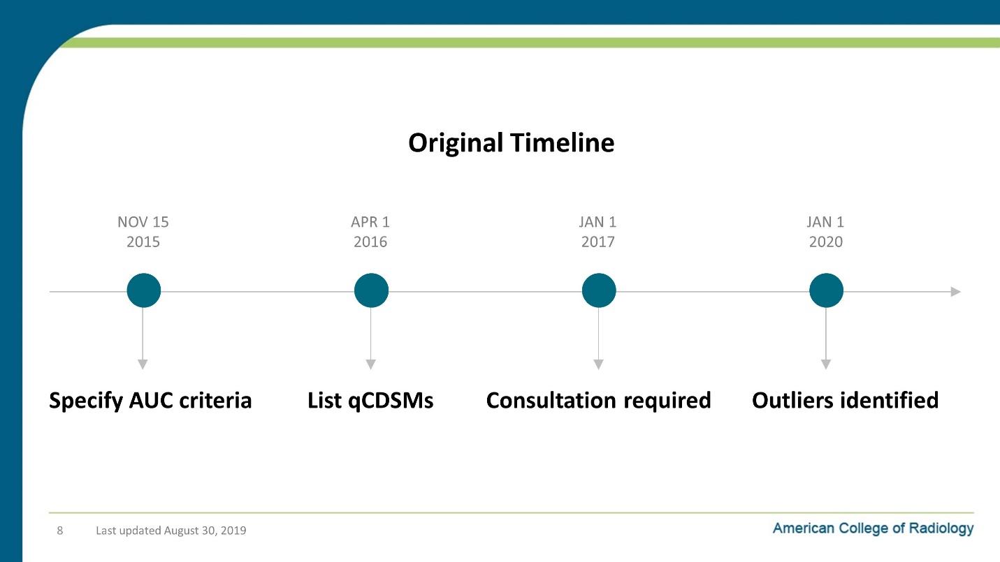 Original Timeline
NOV 15
2015
APR 1
2016
JAN 1
2017
JAN 1
2020
Specify AUC criteria
List qCDSMs
Consultation required
Outliers identified
8 Last updated August 30, 2019
American College of Radiology